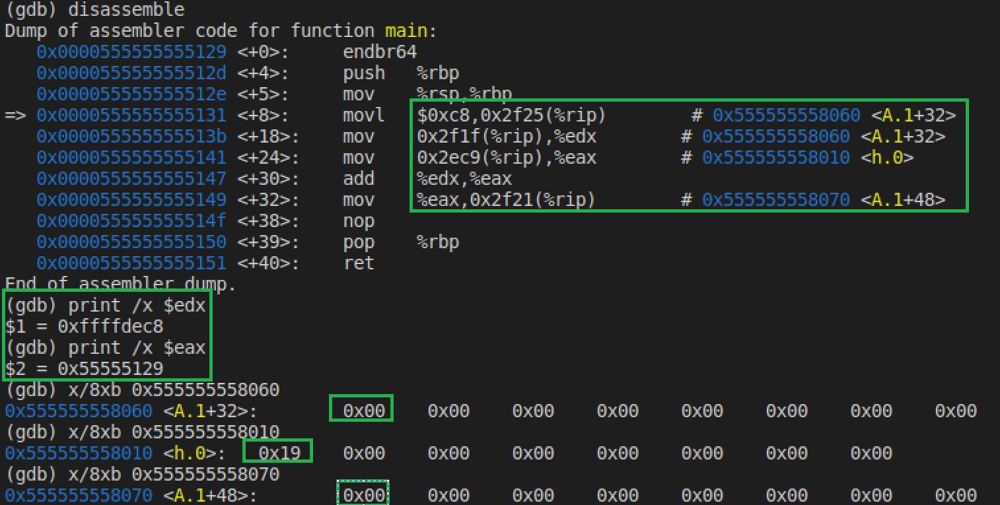 (gdb) disassemble
Dump of assembler code for function main:
   0x0000555555555129 <+0>:     endbr64
   0x000055555555512d <+4>:     push   %rbp
   0x000055555555512e <+5>:     mov    %rsp,%rbp
=> 0x0000555555555131 <+8>:     movl   $0xc8,0x2f25(%rip)        # 0x555555558060 <A.1+32>
   0x000055555555513b <+18>:    mov    0x2f1f(%rip),%edx        # 0x555555558060 <A.1+32>
   0x0000555555555141 <+24>:    mov    0x2ec9(%rip),%eax        # 0x555555558010 <h.0>
   0x0000555555555147 <+30>:    add    %edx,%eax
   0x0000555555555149 <+32>:    mov    %eax,0x2f21(%rip)        # 0x555555558070 <A.1+48>
   0x000055555555514f <+38>:    nop
   0x0000555555555150 <+39>:    pop    %rbp
   0x0000555555555151 <+40>:    ret
End of assembler dump.
(gdb) print /x $edx
$1 = 0xffffdec8
(gdb) print /x $eax
$2 = 0x55555129
(gdb) x/8xb 0x555555558060
0x555555558060 <A.1+32>:        0x00    0x00    0x00    0x00    0x00    0x00    0x00    0x00
(gdb) x/8xb 0x555555558010
0x555555558010 <h.0>:   0x19    0x00    0x00    0x00    0x00    0x00    0x00    0x00
(gdb) x/8xb 0x555555558070
0x555555558070 <A.1+48>:        0x00    0x00    0x00    0x00    0x00    0x00    0x00    0x00